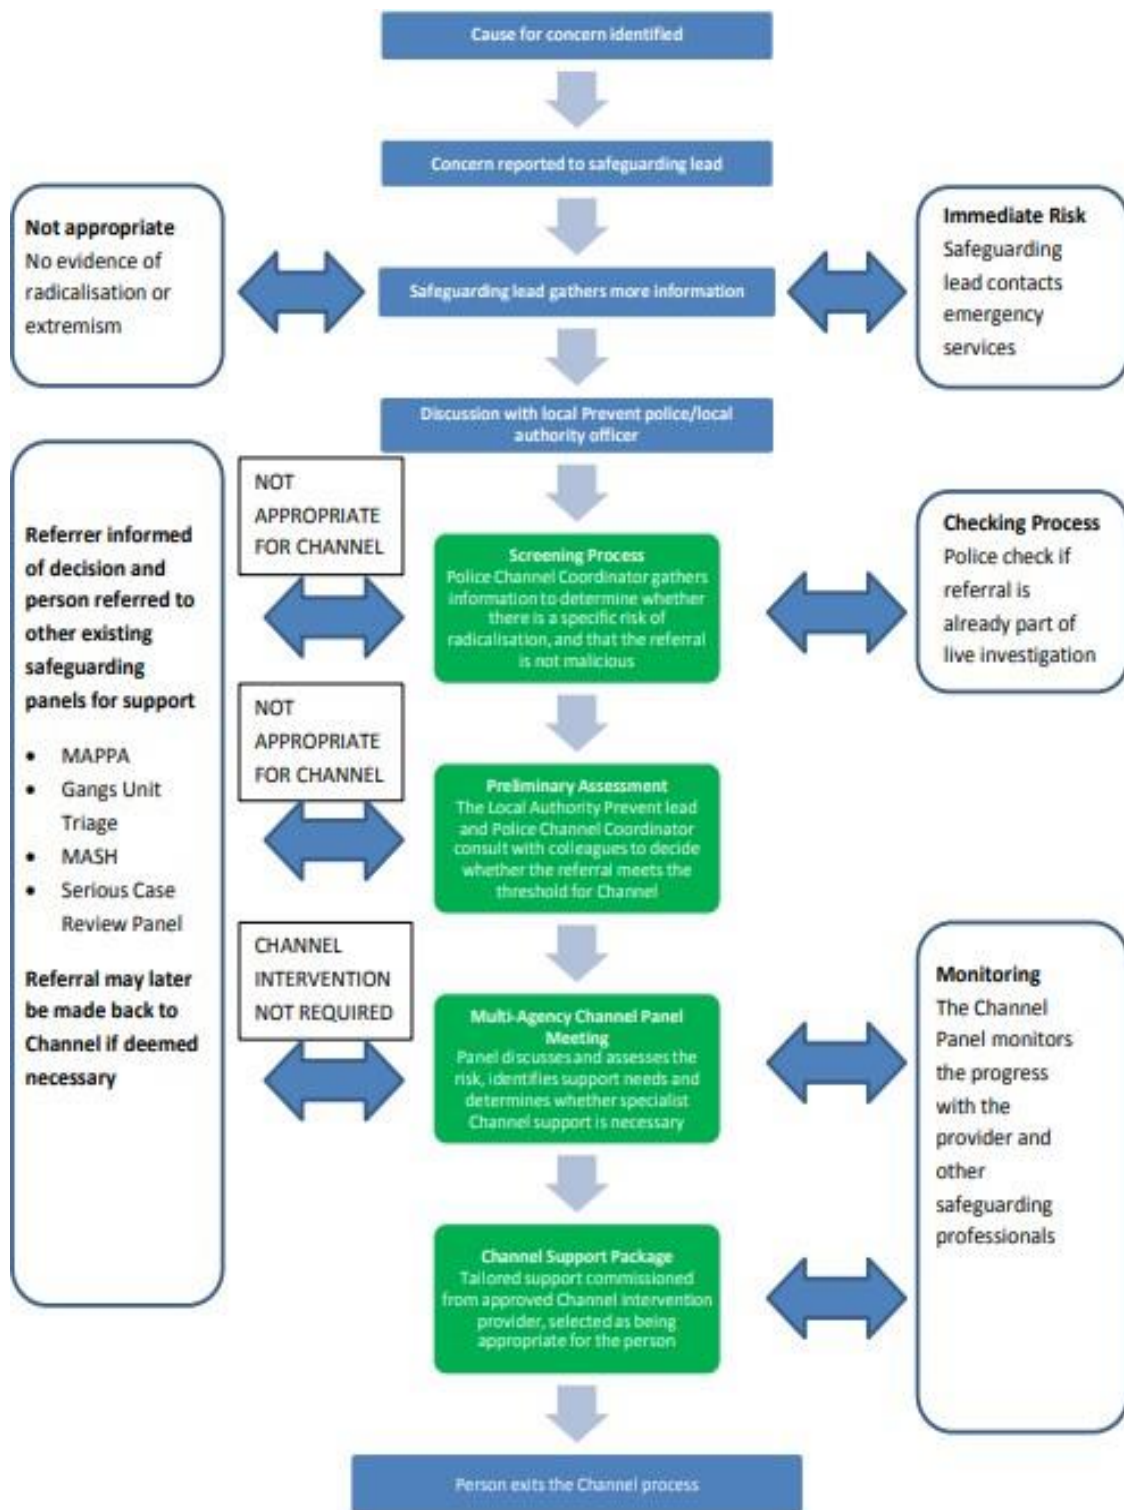 Cause for concern identified
Concern reported to safeguarding lead
Not appropriate
No evidence of
radicalisation or
extremism
Safeguarding lead gathers more information
Immediate Risk
Safeguarding
lead contacts
emergency
services
Discussion with local Prevent police/local
authority officer
Referrer informed
of decision and
person referred to
other existing
safeguarding
panels for support
• MAPPA
• Gangs Unit
Triage
• MASH
• Serious Case
Review Panel
Referral may later
be made back to
Channel if deemed
necessary
NOT
APPROPRIATE
FOR CHANNEL
Screening Process
Police Channel Coordinator gathers
information to determine whether
there is a specific risk of
radicalisation, and that the referral
is not malicious
Checking Process
Police check if
referral is
already part of
live investigation
NOT
APPROPRIATE
FOR CHANNEL
Preliminary Assessment
The Local Authority Prevent lead
and Police Channel Coordinator
consult with colleagues to decide
whether the referral meets the
threshold for Channel
CHANNEL
INTERVENTION
NOT REQUIRED
Multi-Agency Channel Panel
Meeting
Panel discusses and assesses the
risk, identifies support needs and
determines whether specialist
Channel support is necessary
Monitoring
The Channel
Panel monitors
the progress
with the
provider and
other
safeguarding
professionals
Channel Support Package
Tailored support commissioned
from approved Channel intervention
provider, selected as being
appropriate for the person
Person exits the Channel process